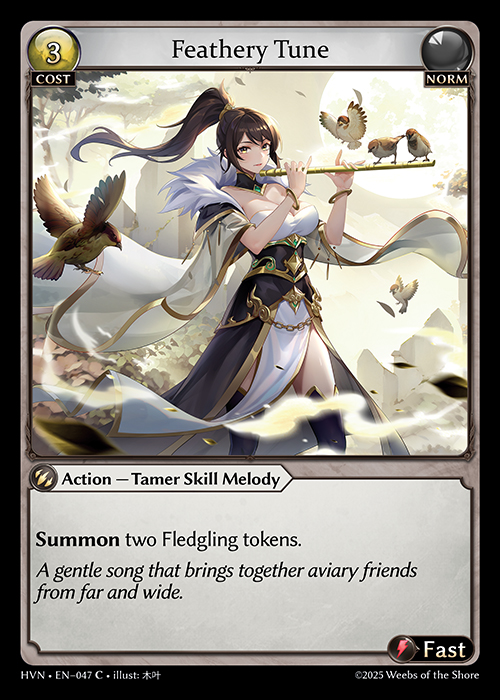 3
Feathery Tune
COST
NORM
Action — Tamer Skill Melody
Summon two Fledgling tokens.
A gentle song that brings together aviary friends
from far and wide.
Fast
HVN • EN-047 C • illust: 木叶
©2025 Weebs of the Shore